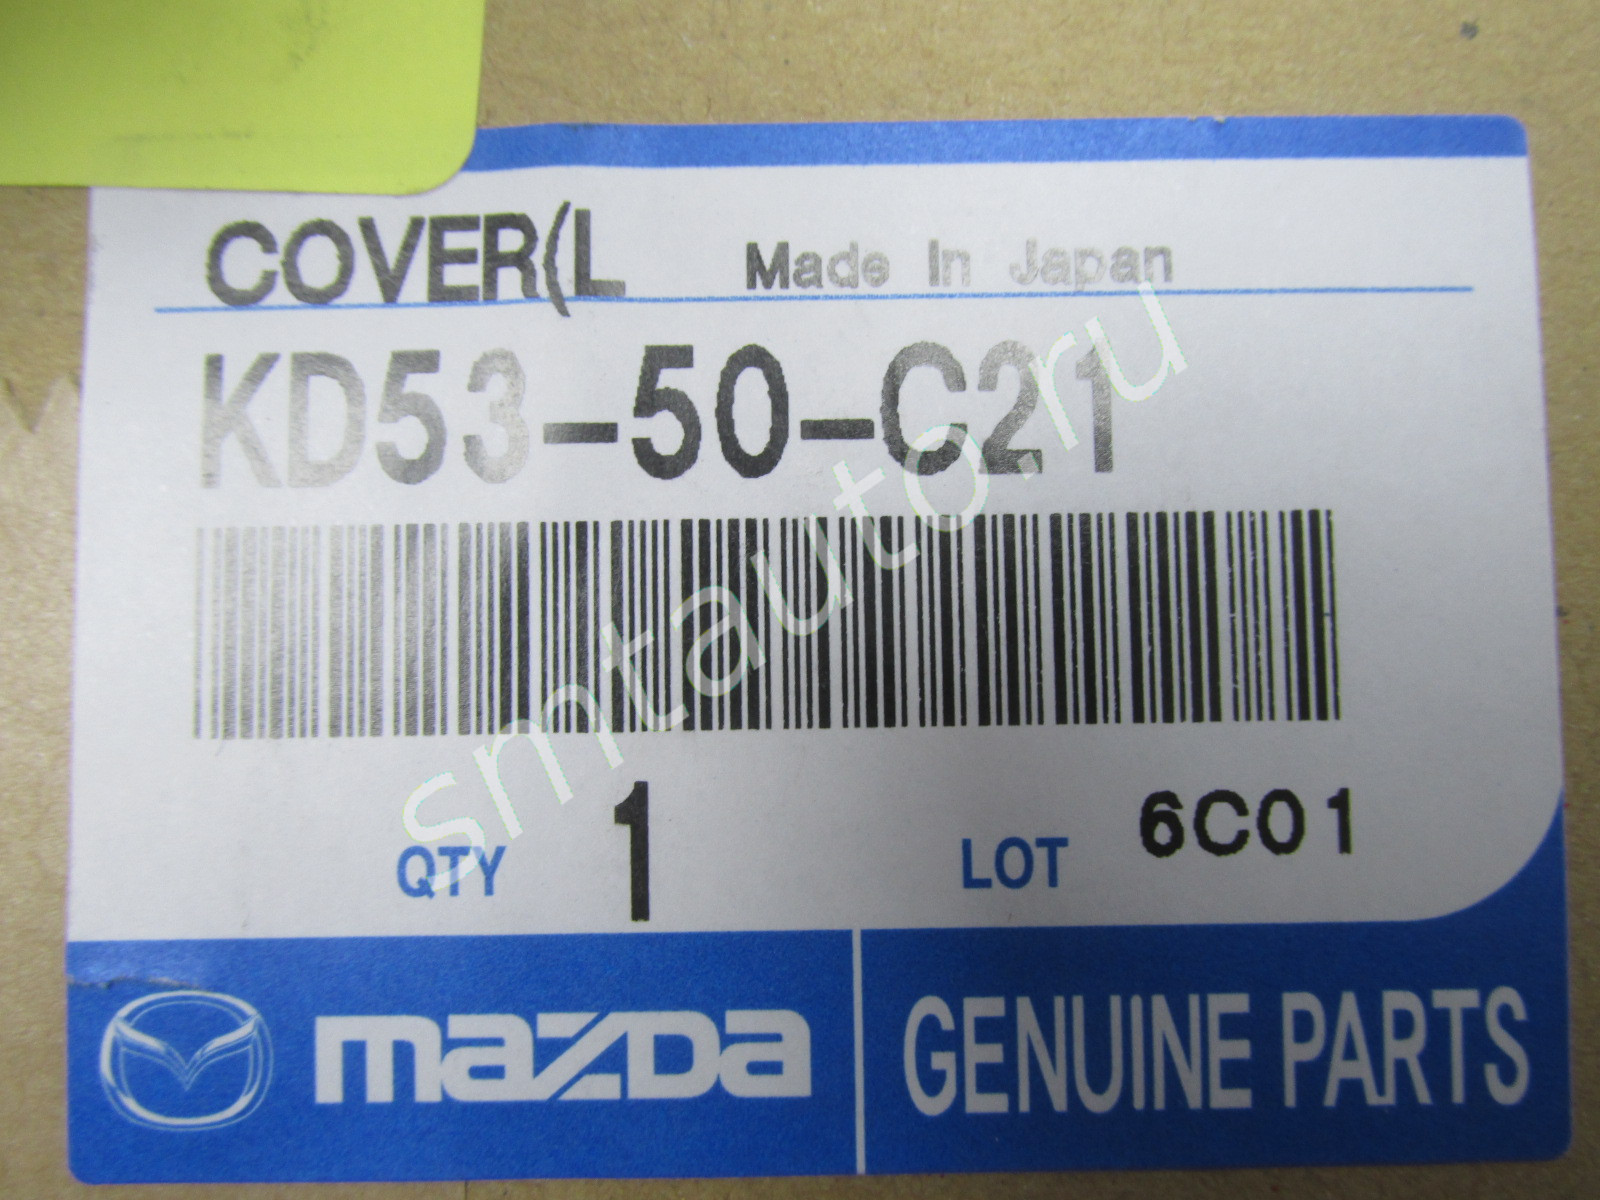 COVER(L Made In Japan
KD53-50-C21
QTY 1 LOT 6C01
mazda GENUINE PARTS
smtauto.ru